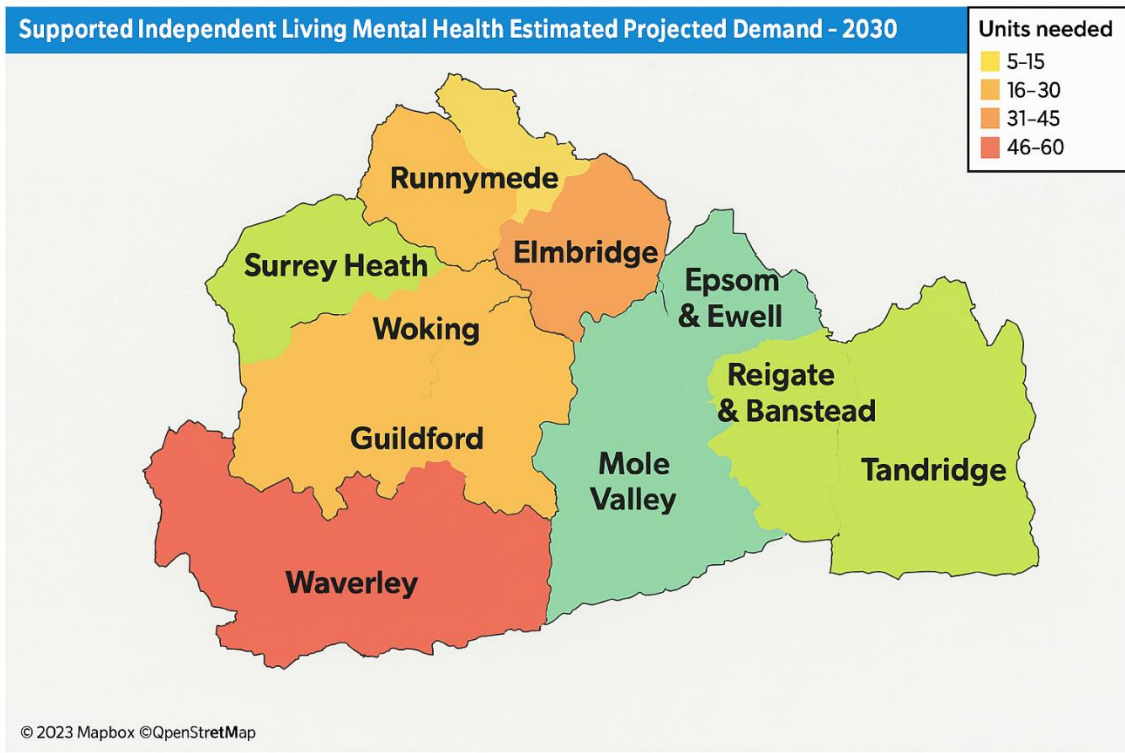 Supported Independent Living Mental Health Estimated Projected Demand - 2030
Units needed
5–15
16–30
31–45
46–60
Runnymede
Surrey Heath
Elmbridge
Epsom
& Ewell
Woking
Reigate
& Banstead
Guildford
Mole
Valley
Tandridge
Waverley
© 2023 Mapbox ©QpenStretMap